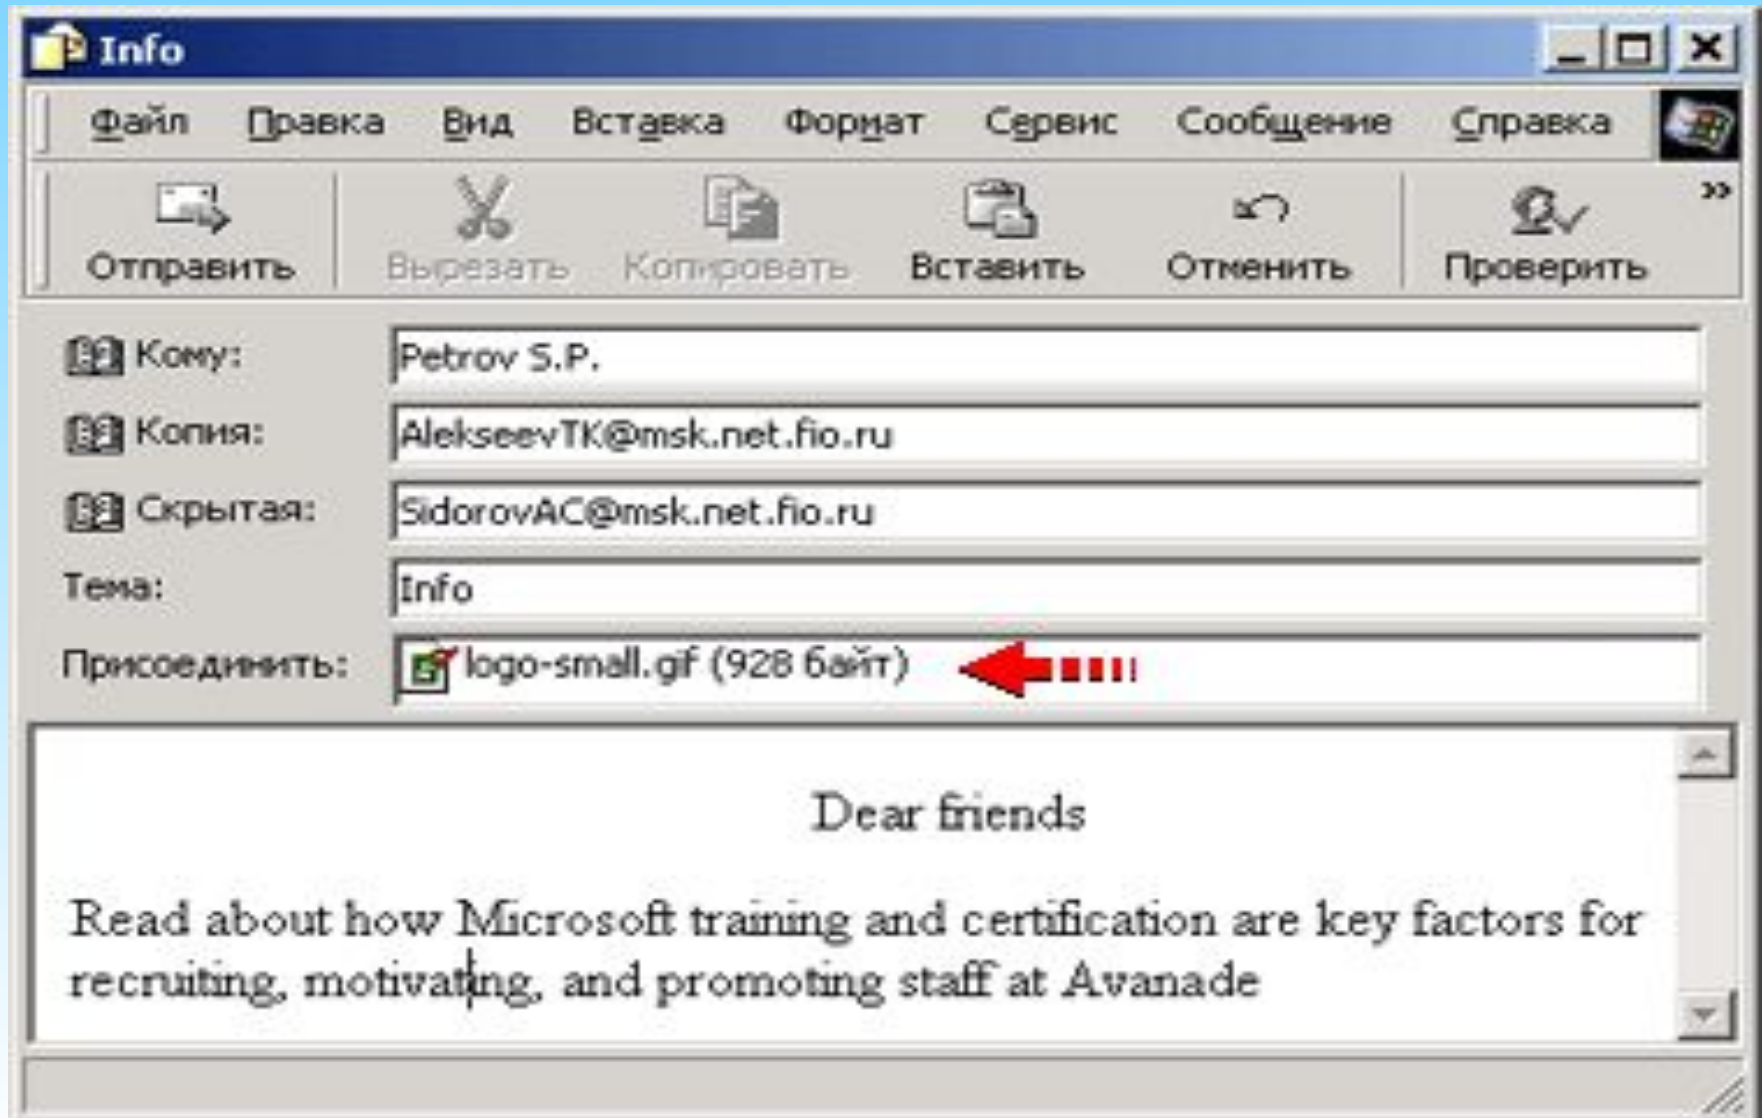 Info
Файл Правка Вид Вставка Формат Сервис Сообщение Справка
Отправить Вырезать Копировать Вставить Отменить Проверить »
Кому: Petrov S.P.
Копия: AlekseevTK@msk.net.fio.ru
Скрытая: SidorovAC@msk.net.fio.ru
Тема: Info
Присоединить: logo-small.gif (928 байт)
Dear friends
Read about how Microsoft training and certification are key factors for
recruiting, motivating, and promoting staff at Avanade